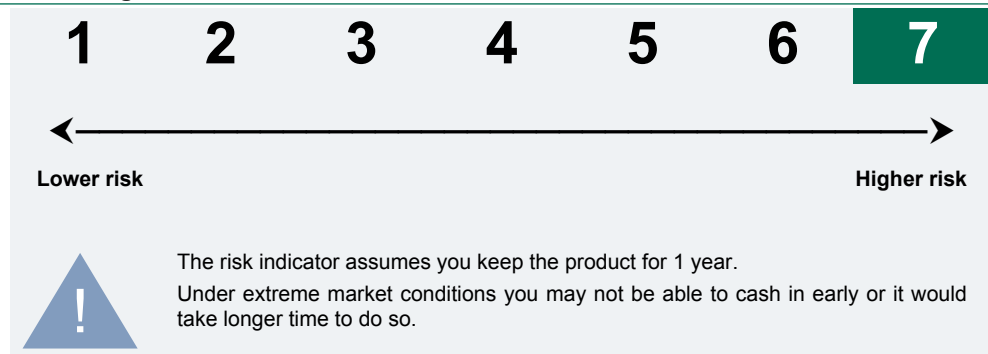 1 2 3 4 5 6 7
Lower risk Higher risk
The risk indicator assumes you keep the product for 1 year.
Under extreme market conditions you may not be able to cash in early or it would
take longer time to do so.
!